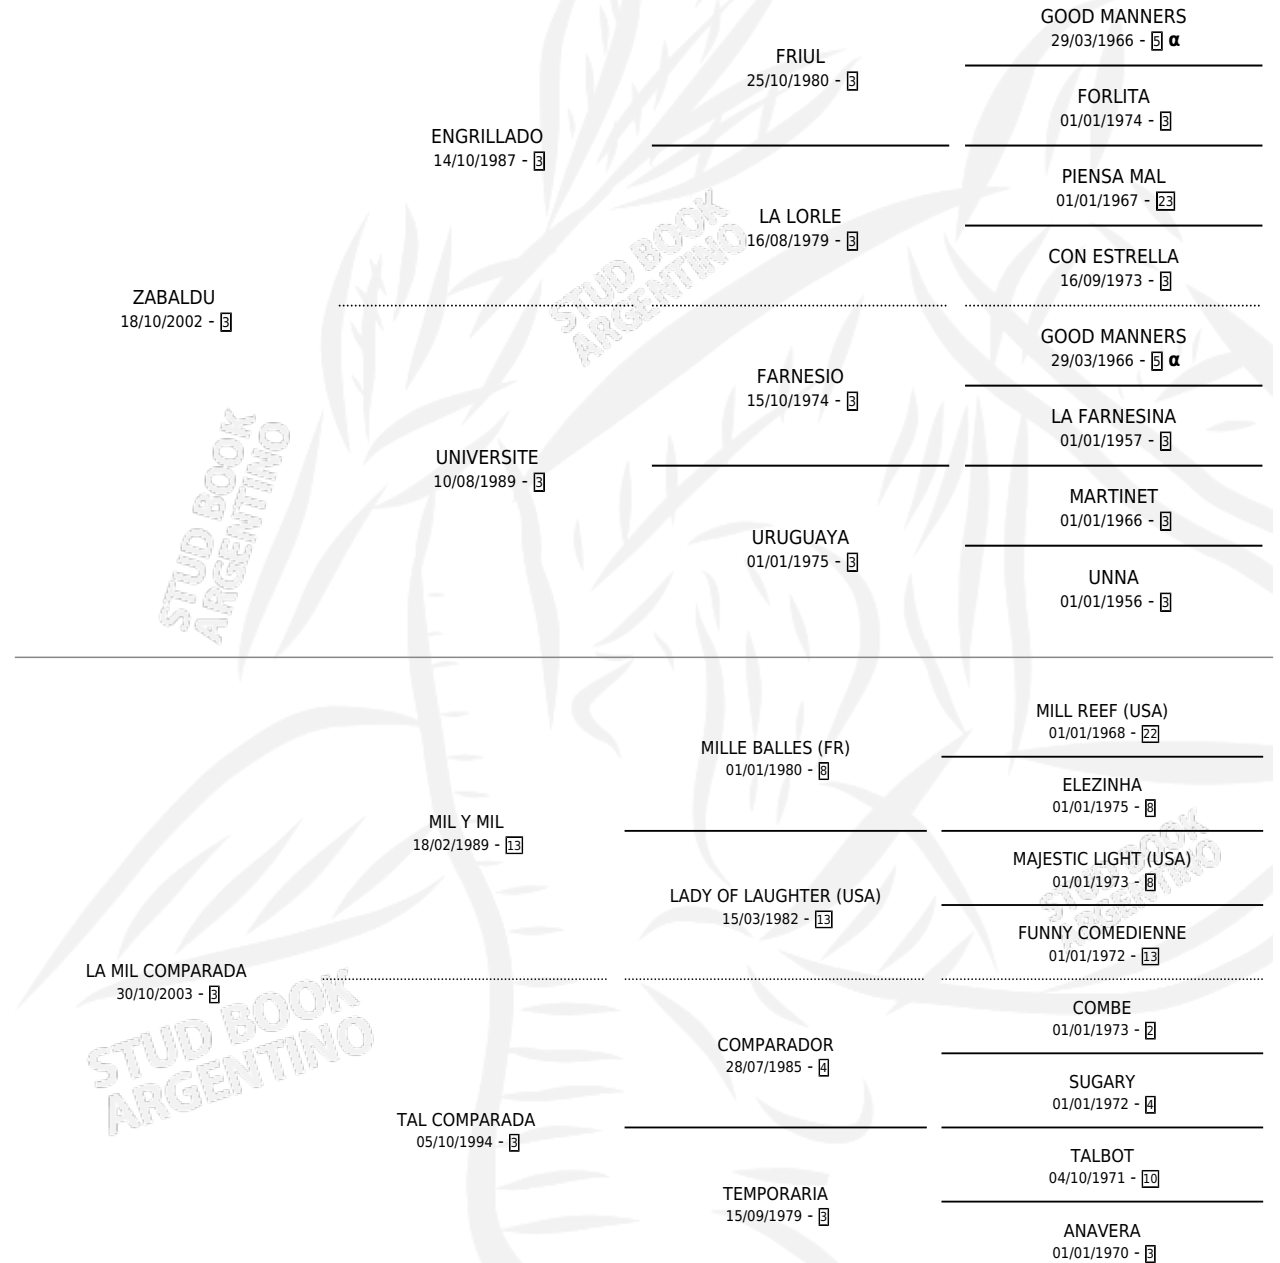 GOOD MANNERS
29/03/1966 - 5 α
FRIUL
25/10/1980 - 3
FORLITA
01/01/1974 - 3
ENGRILLADO
14/10/1987 - 3
PIENSA MAL
01/01/1967 - 23
LA LORLE
16/08/1979 - 3
CON ESTRELLA
16/09/1973 - 3
ZABALDU
18/10/2002 - 3
GOOD MANNERS
29/03/1966 - 5 α
FARNESIO
15/10/1974 - 3
LA FARNESINA
01/01/1957 - 3
UNIVERSITE
10/08/1989 - 3
MARTINET
01/01/1966 - 3
URUGUAYA
01/01/1975 - 3
UNNA
01/01/1956 - 3
STUD BOOK
ARGENTINO
STUD BOOK
ARGENTINO
MILL REEF (USA)
01/01/1968 - 22
MILLE BALLES (FR)
01/01/1980 - 8
ELEZINHA
01/01/1975 - 8
MIL Y MIL
18/02/1989 - 13
MAJESTIC LIGHT (USA)
01/01/1973 - 8
LADY OF LAUGHTER (USA)
15/03/1982 - 13
FUNNY COMEDIENNE
01/01/1972 - 13
LA MIL COMPARADA
30/10/2003 - 3
COMBE
01/01/1973 - 2
COMPARADOR
28/07/1985 - 4
SUGARY
01/01/1972 - 4
TAL COMPARADA
05/10/1994 - 3
TALBOT
04/10/1971 - 10
TEMPORARIA
15/09/1979 - 3
ANAVERA
01/01/1970 - 3
STUD BOOK
ARGENTINO
STUD BOOK
ARGENTINO